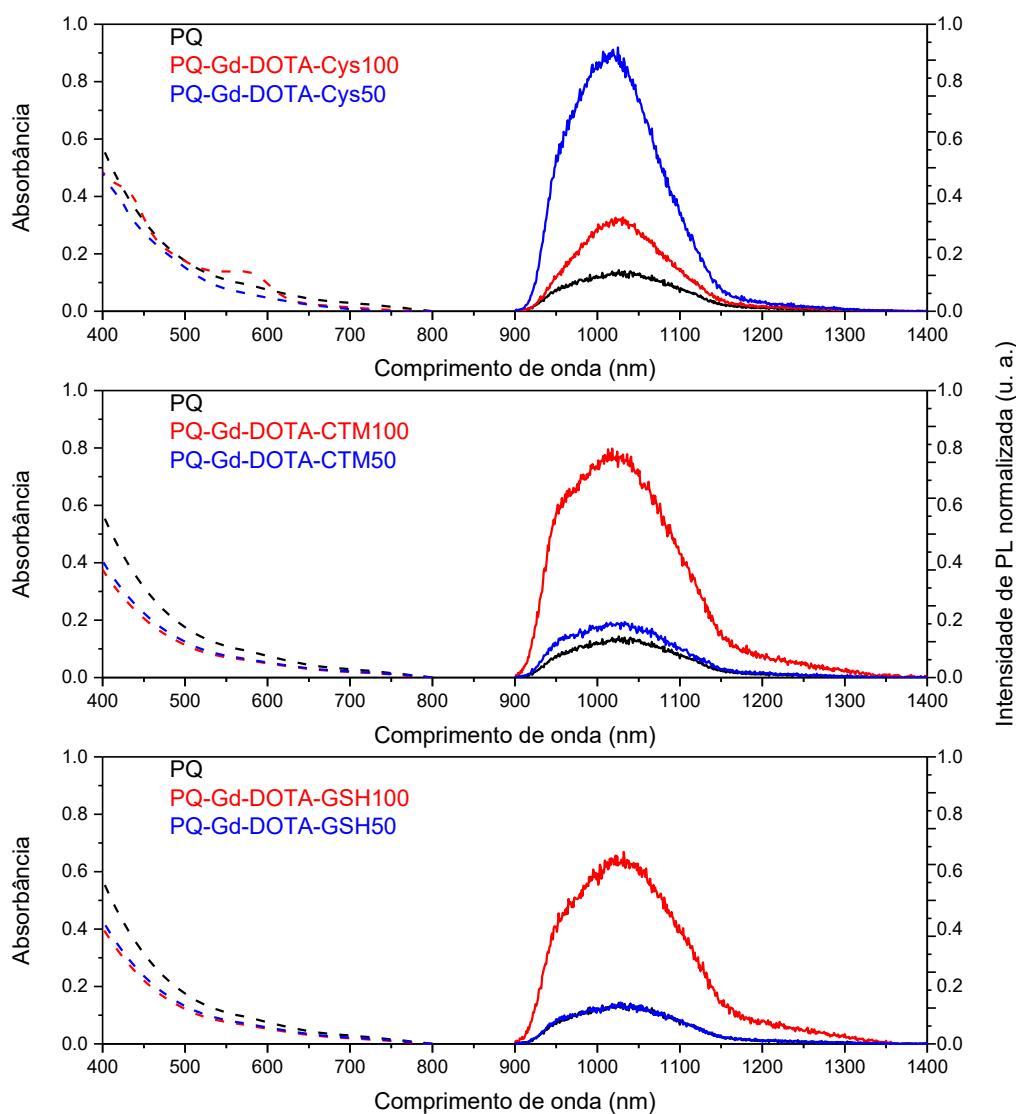 1.0 1.0
PQ
PQ-Gd-DOTA-Cys100
PQ-Gd-DOTA-Cys50
0.8 0.8
0.6 0.6
0.4 0.4
0.2 0.2
0.0 0.0
400 500 600 700 800 900 1000 1100 1200 1300 1400
Absorbância
Comprimento de onda (nm)
1.0 1.0
PQ
PQ-Gd-DOTA-CTM100
PQ-Gd-DOTA-CTM50
0.8 0.8
0.6 0.6
0.4 0.4
0.2 0.2
0.0 0.0
400 500 600 700 800 900 1000 1100 1200 1300 1400
Absorbância
Comprimento de onda (nm)
Intensidade de PL normalizada (u. a.)
1.0 1.0
PQ
PQ-Gd-DOTA-GSH100
PQ-Gd-DOTA-GSH50
0.8 0.8
0.6 0.6
0.4 0.4
0.2 0.2
0.0 0.0
400 500 600 700 800 900 1000 1100 1200 1300 1400
Absorbância
Comprimento de onda (nm)